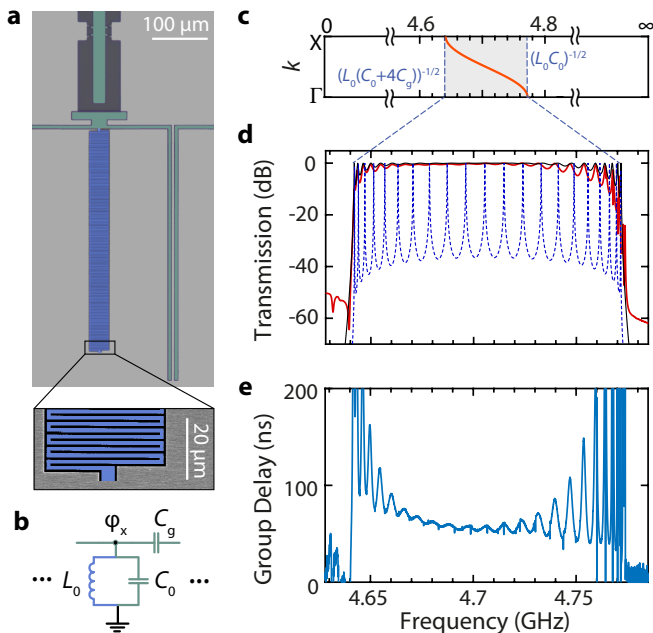 a
100 μm
20 μm
b
φx
Cg
L0
C0
... ...
c
4.6 4.8
0 ∞
X
k
Γ
(L0(C0+4Cg))-1/2
(L0C0)-1/2
d
0
-20
-40
-60
Transmission (dB)
e
200
100
0
Group Delay (ns)
4.65 4.7 4.75
Frequency (GHz)